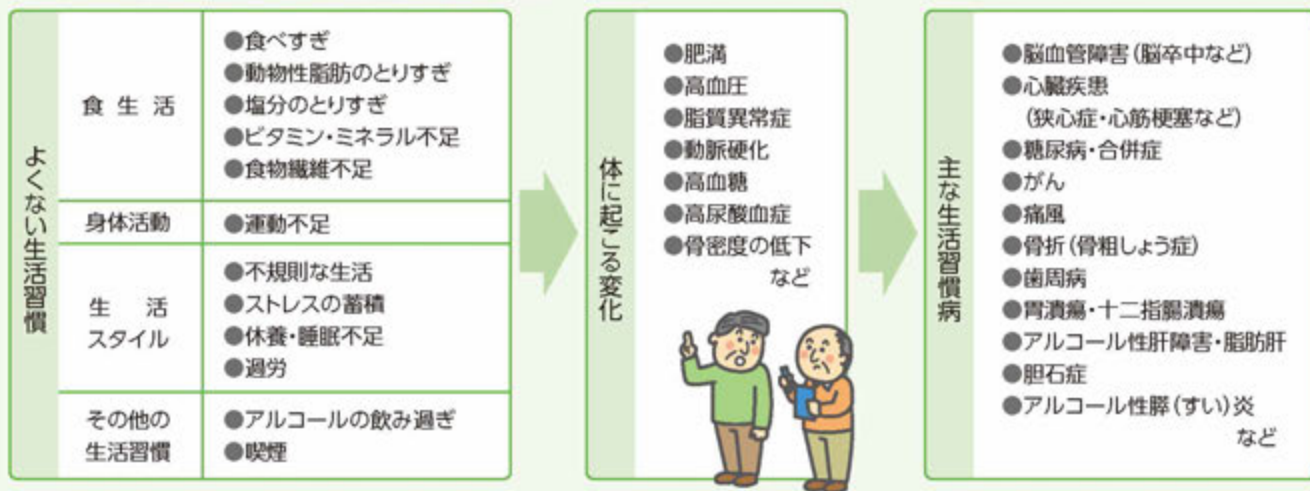 よくない生活習慣
食生活
●食べすぎ
●動物性脂肪のとりすぎ
●塩分のとりすぎ
●ビタミン・ミネラル不足
●食物繊維不足
身体活動
●運動不足
生活
スタイル
●不規則な生活
●ストレスの蓄積
●休養・睡眠不足
●過労
その他の
生活習慣
●アルコールの飲み過ぎ
●喫煙
体に起こる変化
●肥満
●高血圧
●脂質異常症
●動脈硬化
●高血糖
●高尿酸血症
●骨密度の低下
など
主な生活習慣病
●脳血管障害(脳卒中など)
●心臓疾患
(狭心症・心筋梗塞など)
●糖尿病・合併症
●がん
●痛風
●骨折(骨粗しょう症)
●歯周病
●胃潰瘍・十二指腸潰瘍
●アルコール性肝障害・脂肪肝
●胆石症
●アルコール性膵(すい)炎
など